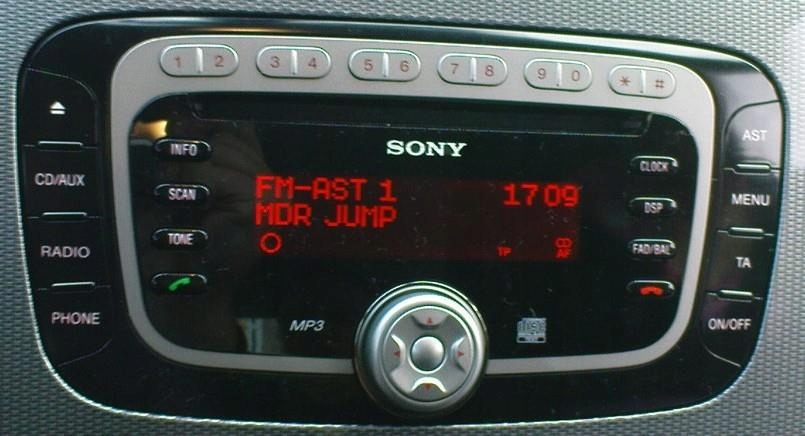 1 2 3 4 5 6 7 8 9 0 * #
SONY
AST
INFO
CLOCK
CD/AUX
SCAN
FM-AST 1 17 09
MENU
MDR JUMP
DSP
RADIO
TONE
TP
CD
AF
FAD/BAL
TA
PHONE
MP3
ON/OFF